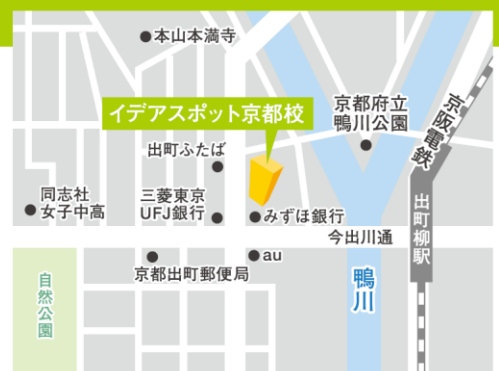 本山本満寺
イデアスポット京都校
京都府立
鴨川公園
京阪電鉄
出町ふたば
同志社
女子中高
三菱東京
UFJ銀行
みずほ銀行
出町柳駅
今出川通
au
京都出町郵便局
自然公園
鴨川